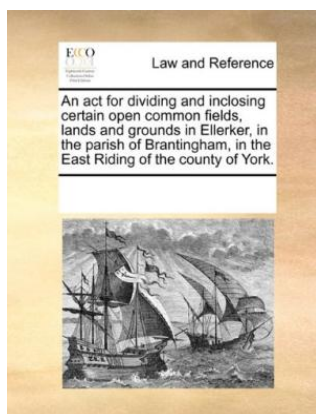 ECCO
Law and Reference
An act for dividing and inclosing
certain open common fields,
lands and grounds in Ellerker, in
the parish of Brantingham, in the
East Riding of the county of York.